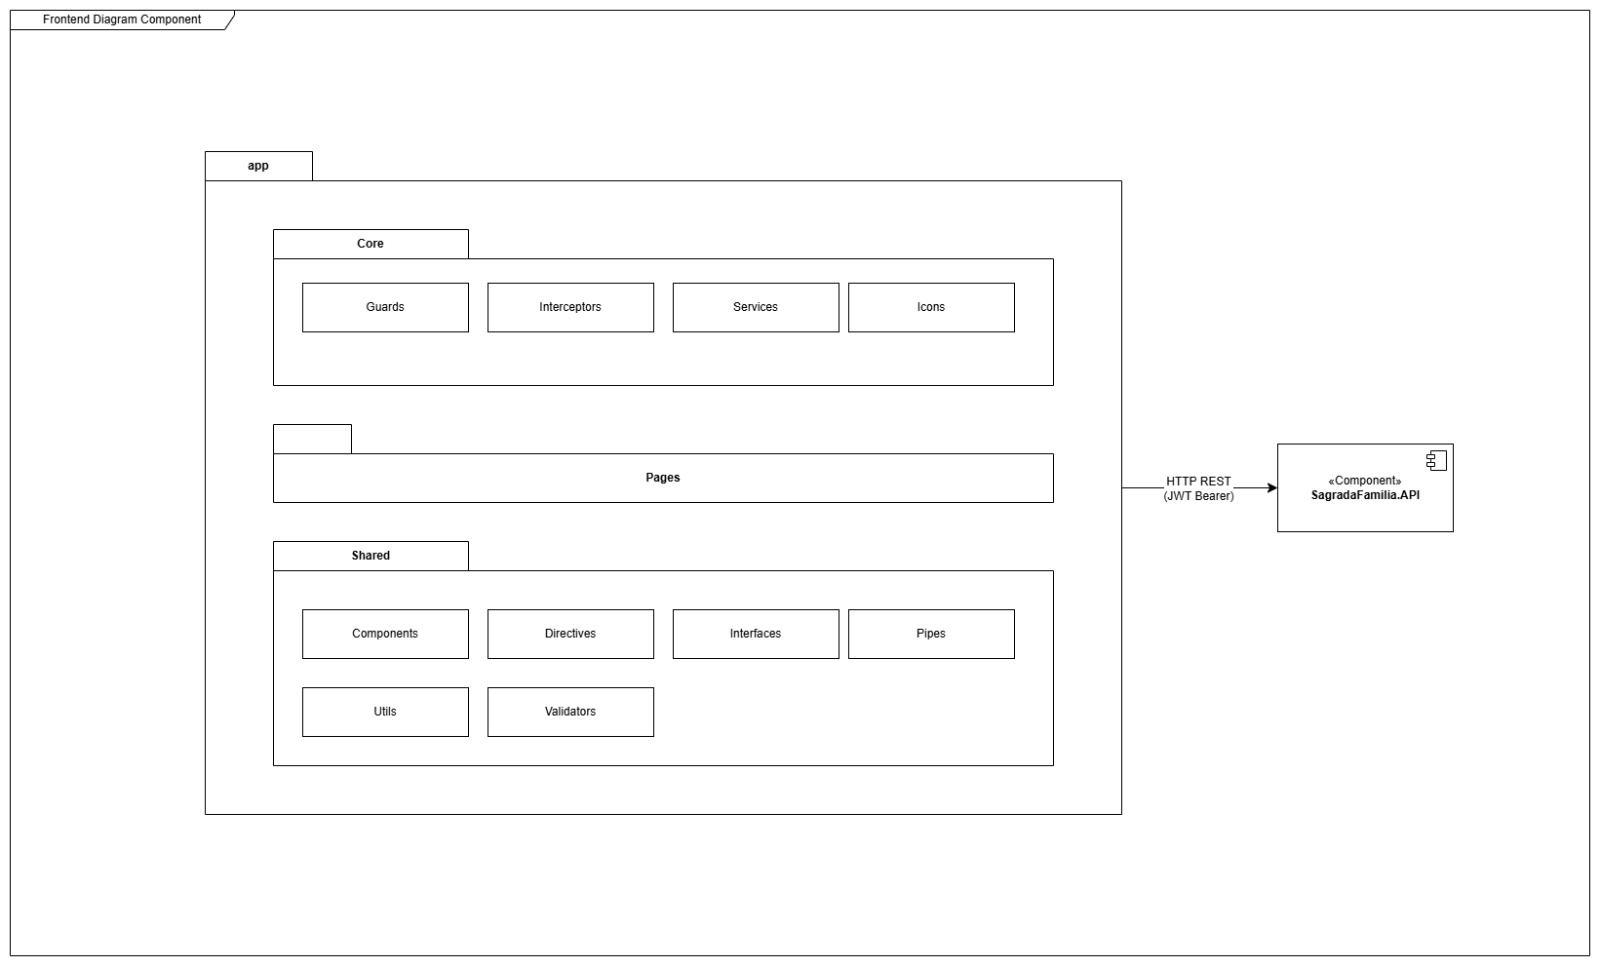 Frontend Diagram Component
app
Core
Guards
Interceptors
Services
Icons
Pages
HTTP REST
(JWT Bearer)
«Component»
SagradaFamilia.API
Shared
Components
Directives
Interfaces
Pipes
Utils
Validators